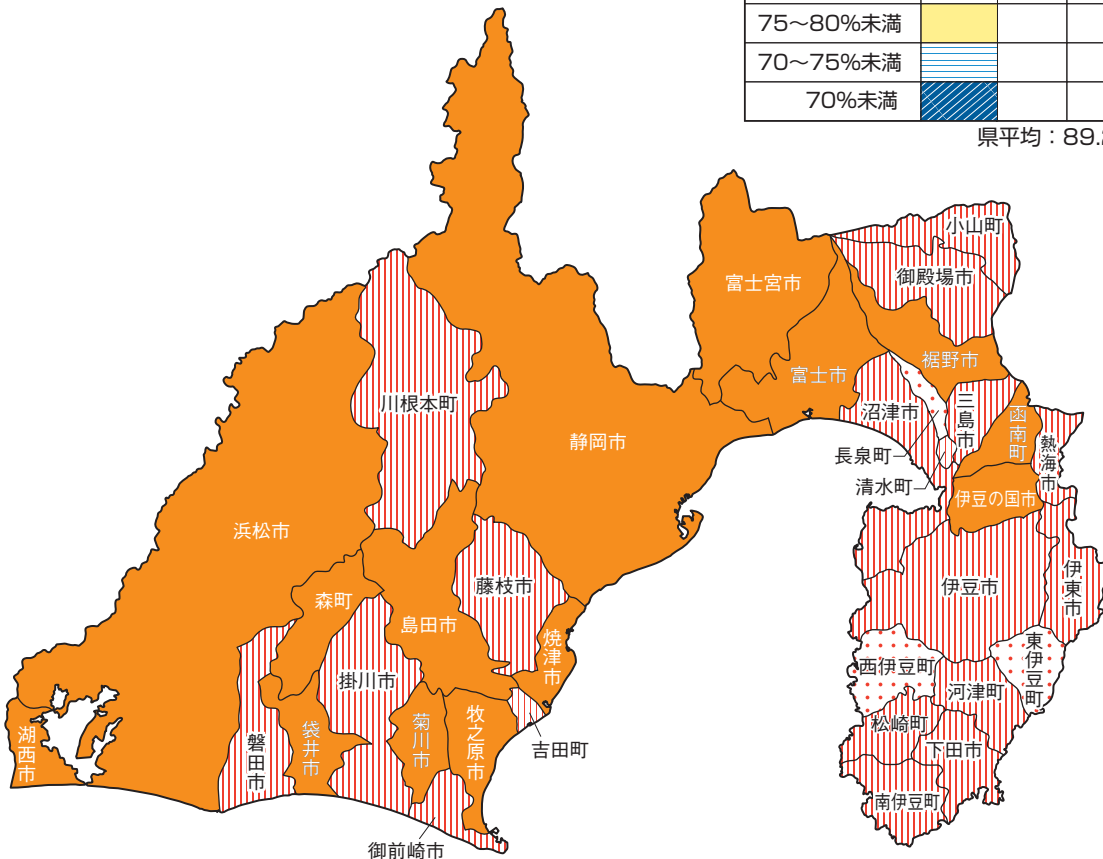 75〜80%未満
70〜75%未満
70%未満
県平均：89.
小山町
御殿場市
富士宮市
裾野市
富士市
沼津市
三島市
函南町
熱海市
長泉町
清水町
伊豆の国市
川根本町
静岡市
浜松市
藤枝市
伊豆市
伊東市
森町
島田市
焼津市
東伊豆町
西伊豆町
掛川市
河津町
菊川市
牧之原市
松崎町
湖西市
磐田市
袋井市
吉田町
下田市
南伊豆町
御前崎市